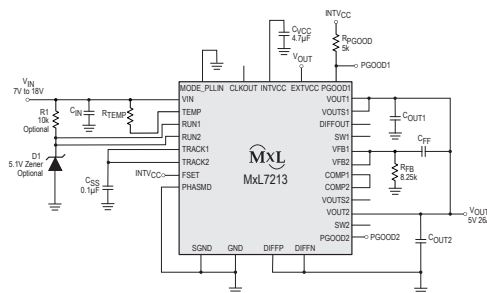 INTVCC
CVCC
4.7µF
RPGOOD
5k
VOUT
PGOOD1
MODE_PLLIN
CLKOUT
INTVCC
EXTVCC
PGOOD1
VIN
7V to 18V
R1
10k
Optional
CIN
RTEMP
D1
5.1V Zener
Optional
CSS
0.1µF
INTVCC
VIN
TEMP
RUN1
RUN2
TRACK1
TRACK2
FSET
PHASMD
MXL
MxL7213
VOUT1
VOUTS1
DIFFOUT
SW1
VFB1
VFB2
COMP1
COMP2
VOUTS2
VOUT2
SW2
PGOOD2
SGND
GND
DIFFP
DIFFN
COUT1
CFF
RFB
8.25k
VOUT
5V 26A
PGOOD2
COUT2